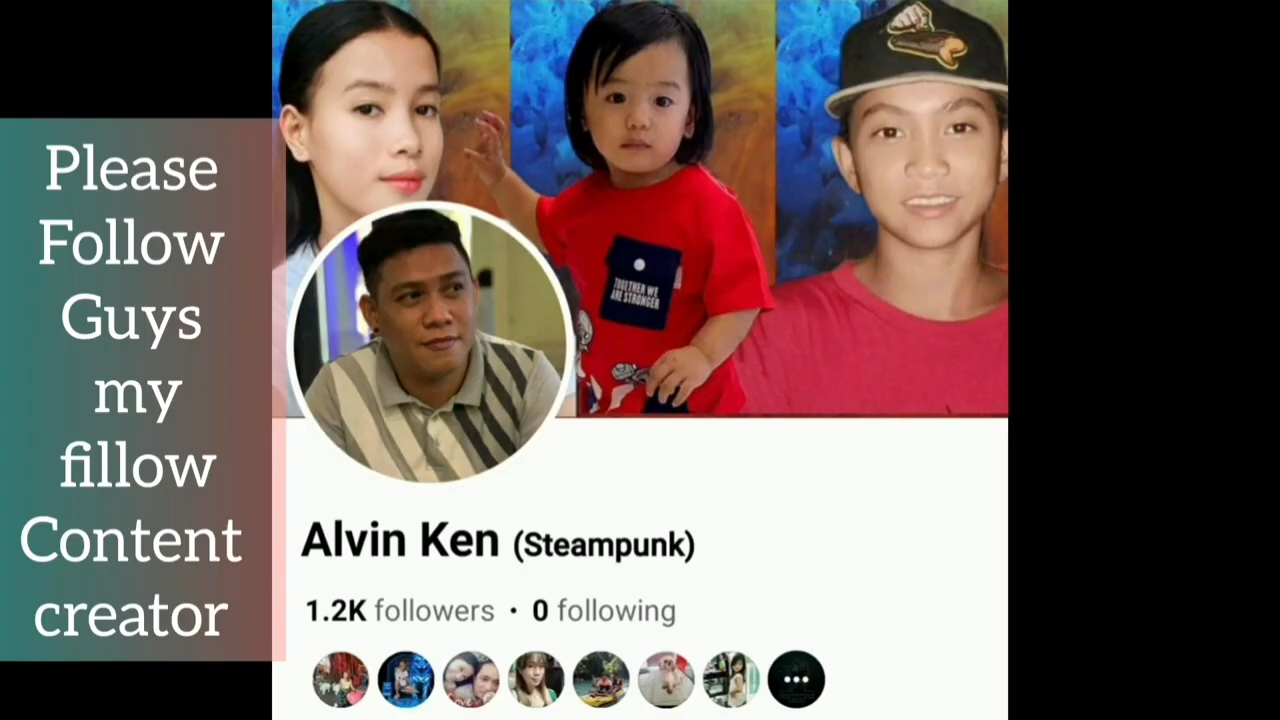 Please
Follow
Guys
my
fillow
Content
creator
TOGETHER WE
ARE STRONGER
Alvin Ken (Steampunk)
1.2K followers · 0 following